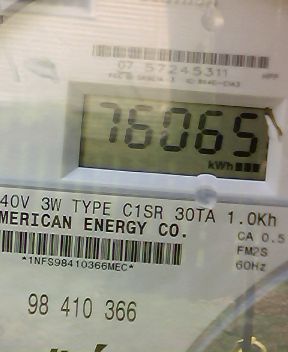 07 57245311
76065
kWh
40V 3W TYPE C1SR 30TA 1.0Kh
MERICAN ENERGY CO.
CA 0.5
*1NFS98410366MEC*
FM2S
60Hz
98 410 366